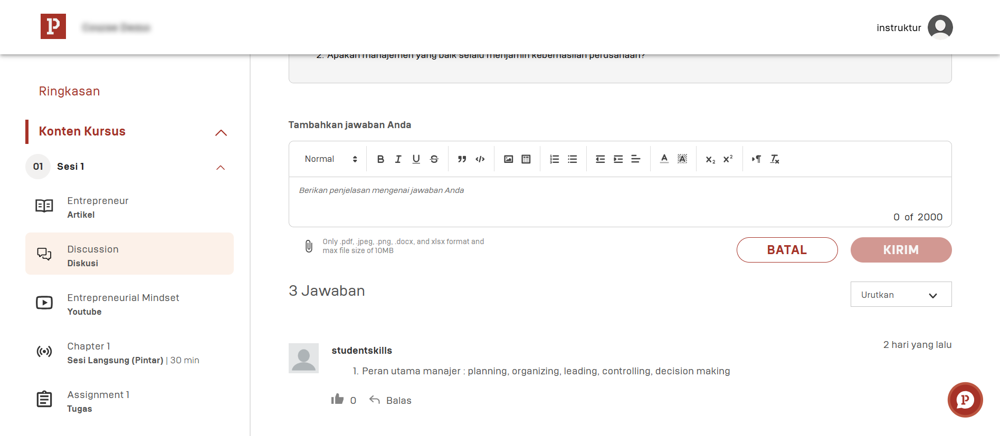 instruktur
2. Apakah manajemen yang baik selalu menjamin keberhasilan perusahaan?
Ringkasan
Konten Kursus
01 Sesi 1
Entrepreneur
Artikel
Discussion
Diskusi
Entrepreneurial Mindset
Youtube
Chapter 1
Sesi Langsung (Pintar) | 30 min
Assignment 1
Tugas
Tambahkan jawaban Anda
Normal
Berikan penjelasan mengenai jawaban Anda
0 of 2000
Only .pdf, .jpeg, .png, .docx, and xlsx format and
max file size of 10MB
BATAL
KIRIM
3 Jawaban
Urutkan
studentskills
2 hari yang lalu
1. Peran utama manajer : planning, organizing, leading, controlling, decision making
0 Balas